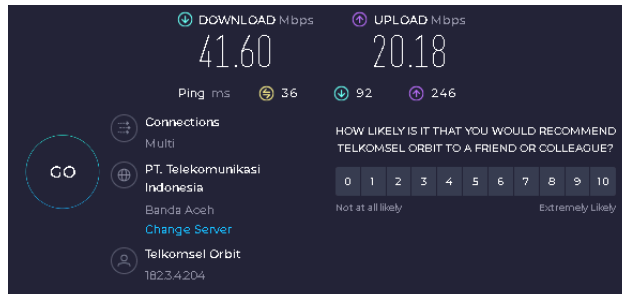 DOWNLOAD Mbps
UPLOAD Mbps
41.60
20.18
Ping ms 36 92 246
Connections
Multi
GO
PT. Telekomunikasi
Indonesia
Banda Aceh
Change Server
Telkomsel Orbit
182.3.42.04
HOW LIKELY IS IT THAT YOU WOULD RECOMMEND
TELKOMSEL ORBIT TO A FRIEND OR COLLEAGUE?
0 1 2 3 4 5 6 7 8 9 10
Not at all likely
Extremely Likely